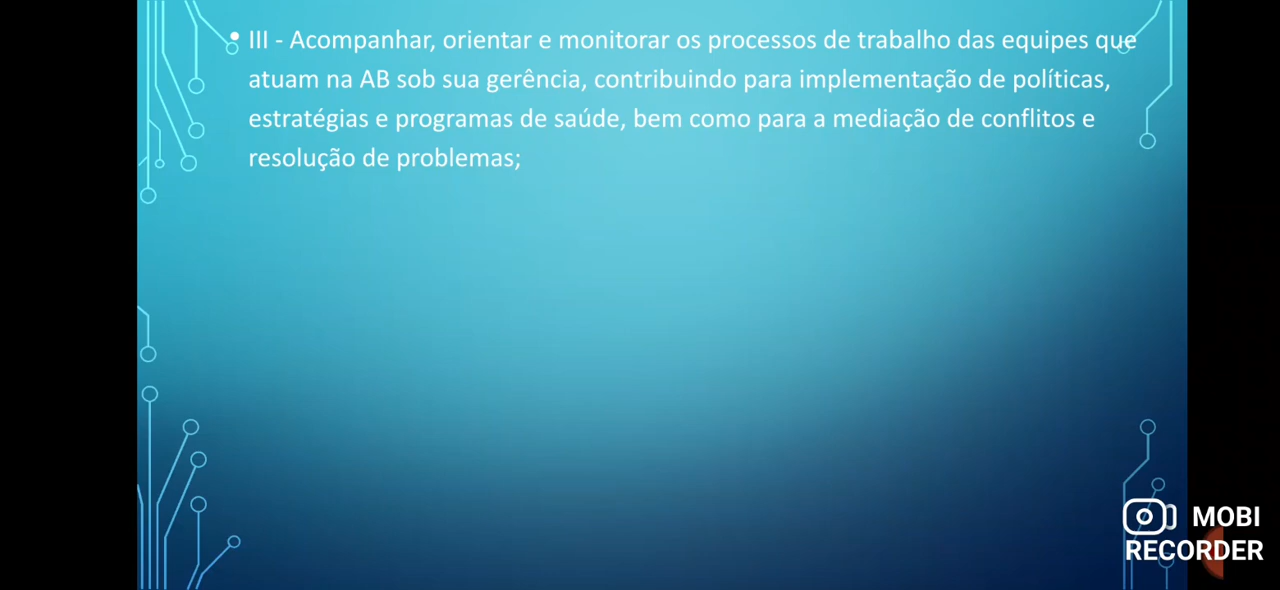 • III - Acompanhar, orientar e monitorar os processos de trabalho das equipes que
atuam na AB sob sua gerência, contribuindo para implementação de políticas,
estratégias e programas de saúde, bem como para a mediação de conflitos e
resolução de problemas;
MOBI
RECORDER